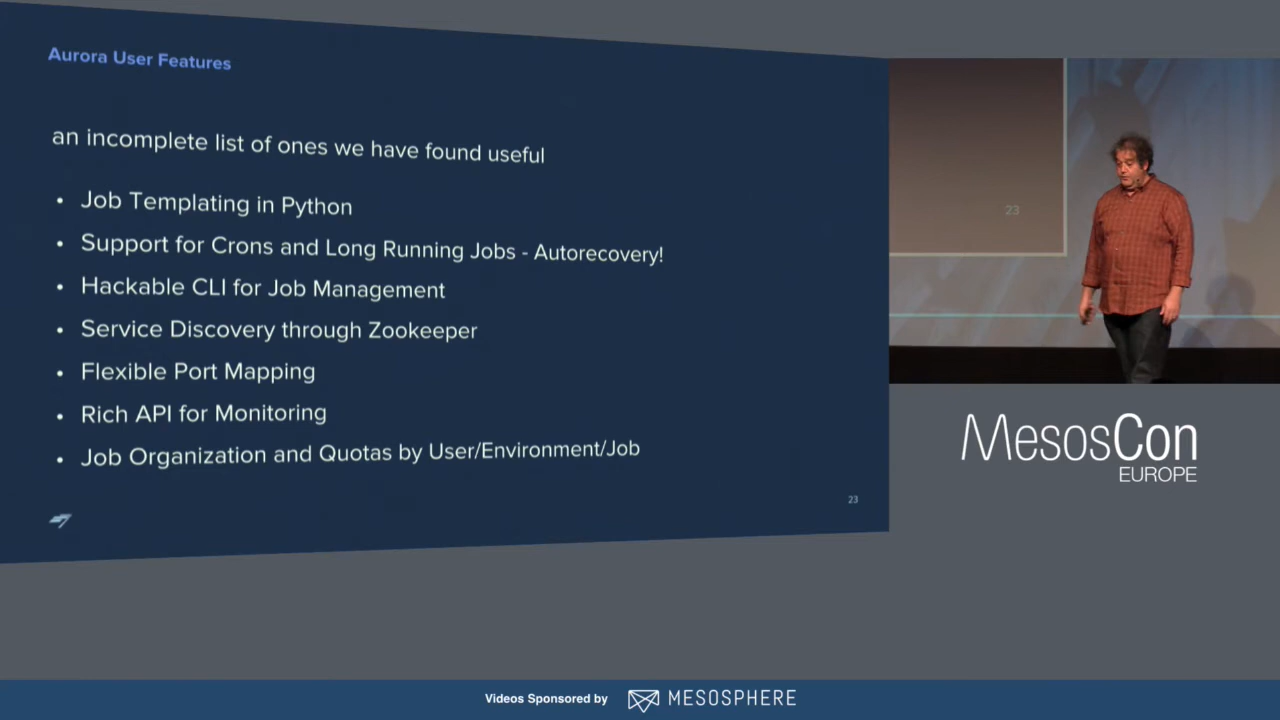 Aurora User Features
an incomplete list of ones we have found useful
• Job Templating in Python
• Support for Crons and Long Running Jobs - Autorecovery!
• Hackable CLI for Job Management
• Service Discovery through Zookeeper
• Flexible Port Mapping
• Rich API for Monitoring
• Job Organization and Quotas by User/Environment/Job
23
23
MesosCon
EUROPE
Videos Sponsored by MESOSPHERE